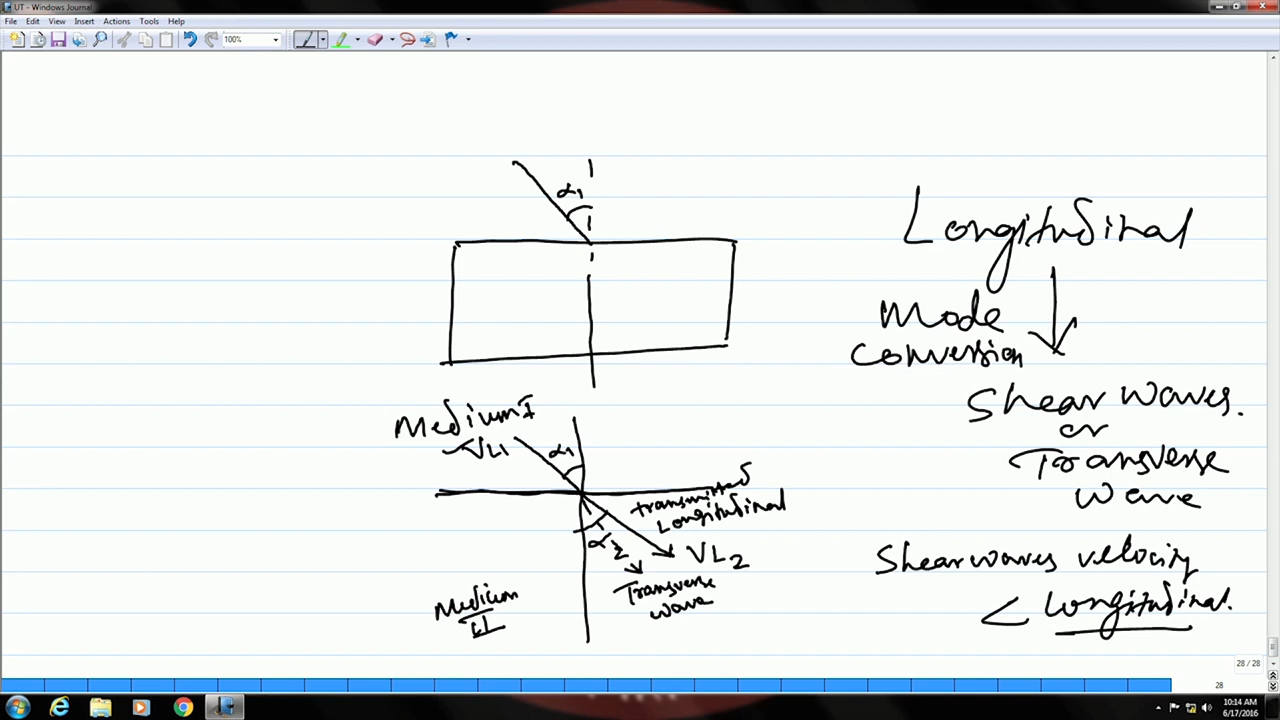 UT - Windows Journal
File Edit View Insert Actions Tools Help
100%
α1
Longitudinal
Mode
Conversion
Shear Waves.
or
Transverse
Wave
Shear waves velocity
< Longitudinal.
Medium I
VL1
α1
transmitted
Longitudinal
α2
VL2
Transverse
wave
Medium
II
28 / 28
28
10:14 AM
6/17/2016